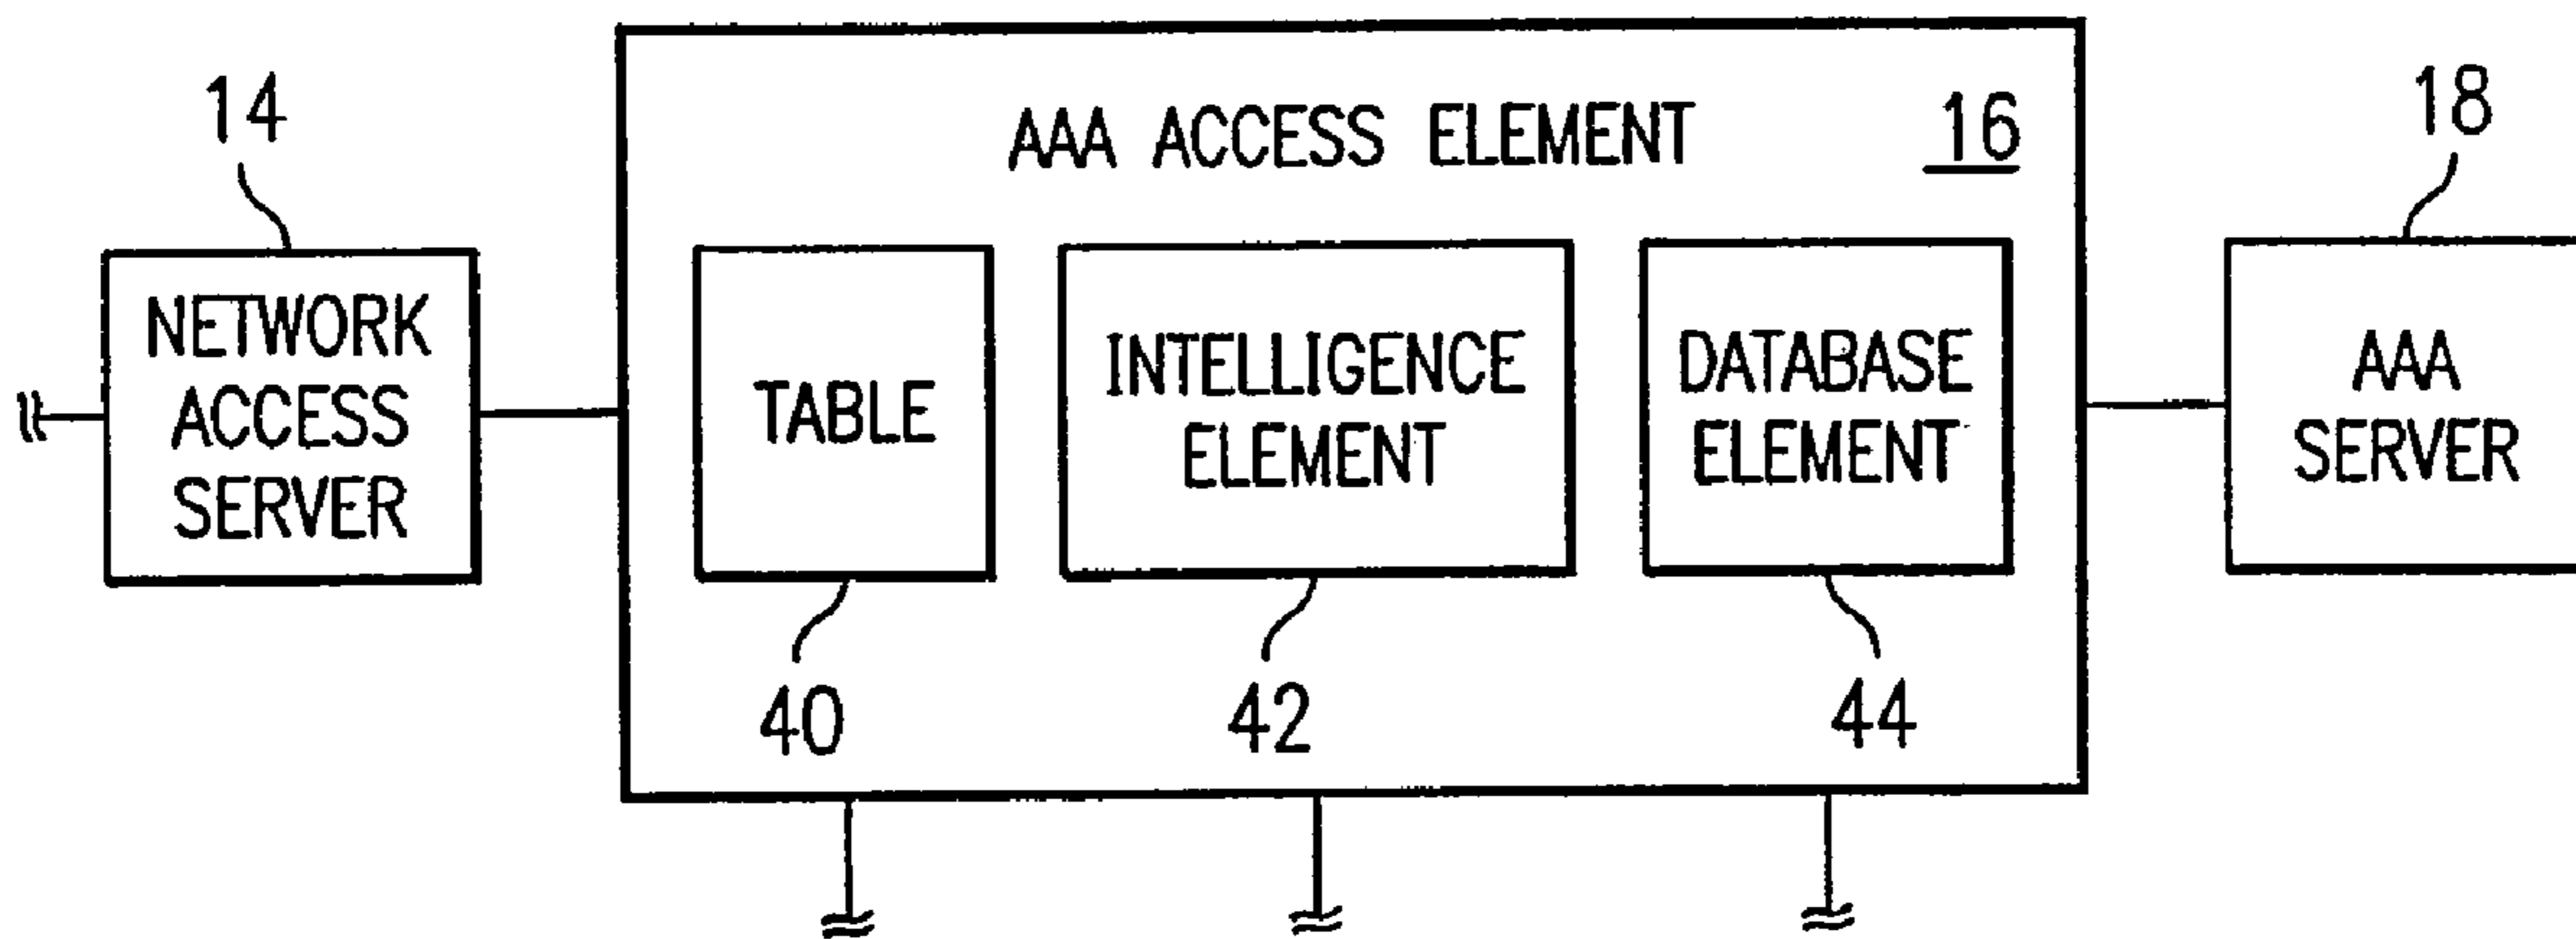 14
AAA ACCESS ELEMENT
16
18
NETWORK
ACCESS
SERVER
TABLE
INTELLIGENCE
ELEMENT
DATABASE
ELEMENT
AAA
SERVER
40
42
44